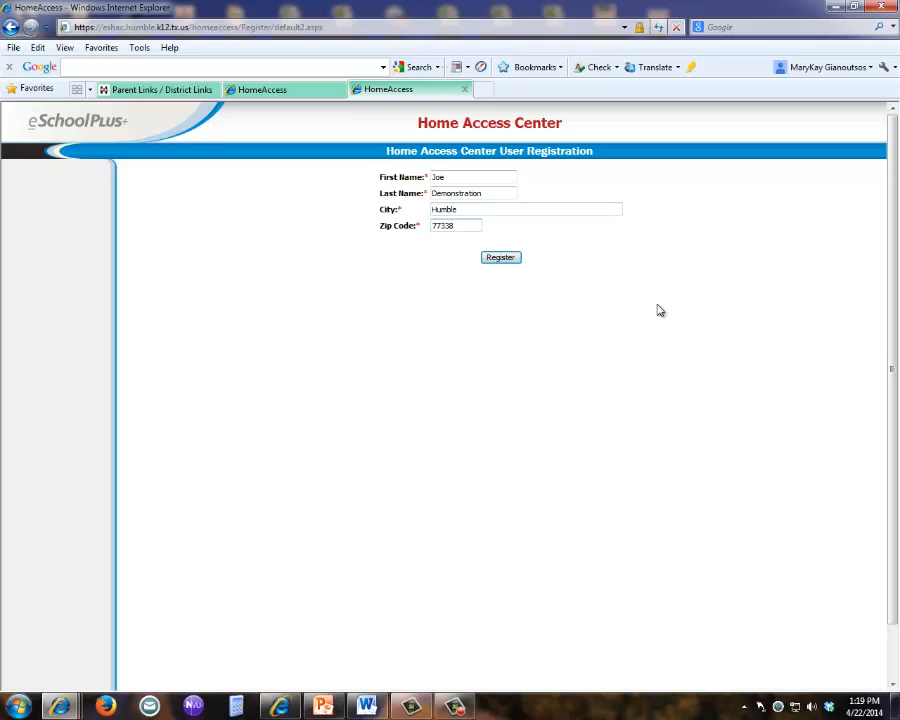 HomeAccess - Windows Internet Explorer
https://eshac.humble.k12.tx.us/homeaccess/Register/default2.aspx
Google
File Edit View Favorites Tools Help
Google Search Bookmarks Check Translate MaryKay Gianoutsos
Favorites Parent Links / District Links HomeAccess HomeAccess
eSchoolPLUS+
Home Access Center
Home Access Center User Registration
First Name:* Joe
Last Name:* Demonstration
City:* Humble
Zip Code:* 77338
Register
1:19 PM
4/22/2014